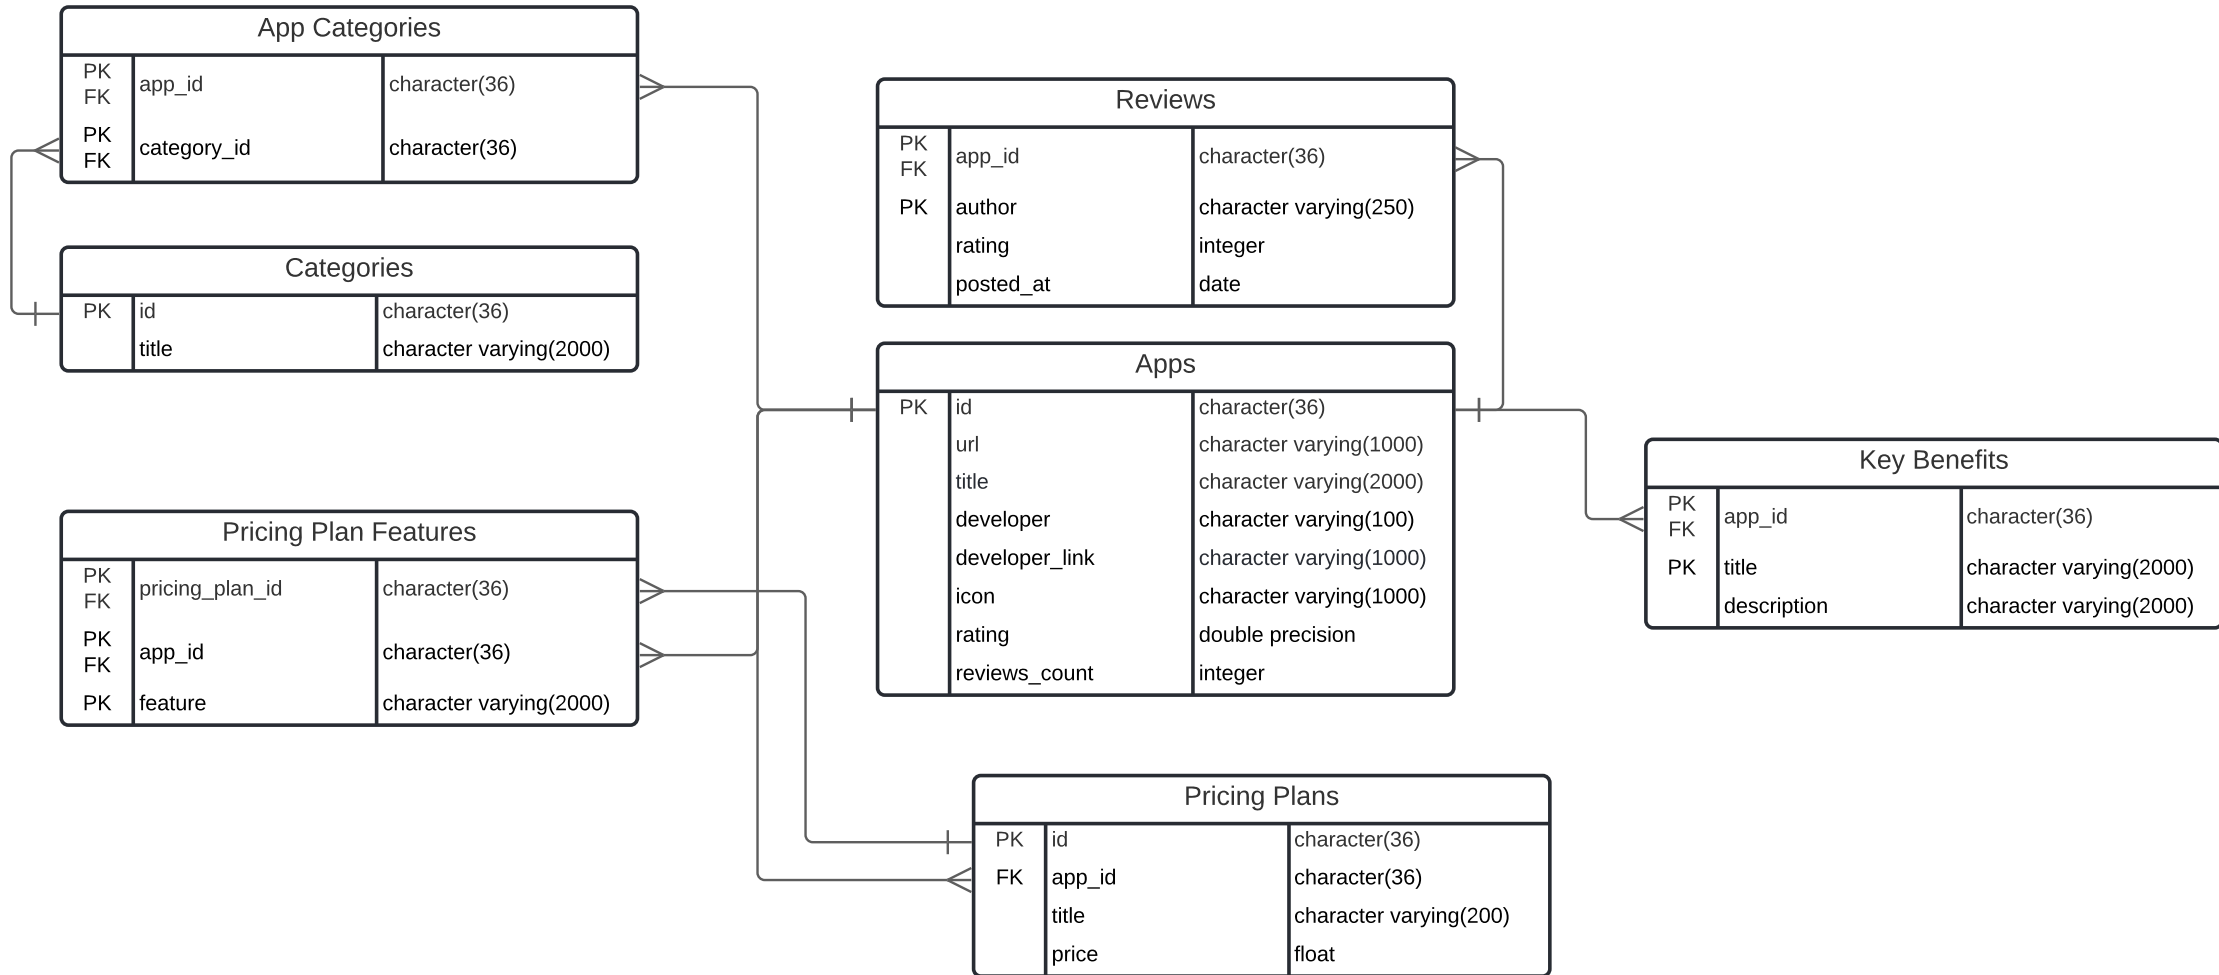 App Categories
PK
FK
app_id
character(36)
PK
FK
category_id
character(36)
Categories
PK
id
character(36)
title
character varying(2000)
Pricing Plan Features
PK
FK
pricing_plan_id
character(36)
PK
FK
app_id
character(36)
PK
feature
character varying(2000)
Reviews
PK
FK
app_id
character(36)
PK
author
character varying(250)
rating
integer
posted_at
date
Apps
PK
id
character(36)
url
character varying(1000)
title
character varying(2000)
developer
character varying(100)
developer_link
character varying(1000)
icon
character varying(1000)
rating
double precision
reviews_count
integer
Pricing Plans
PK
id
character(36)
FK
app_id
character(36)
title
character varying(200)
price
float
Key Benefits
PK
FK
app_id
character(36)
PK
title
character varying(2000)
description
character varying(2000)